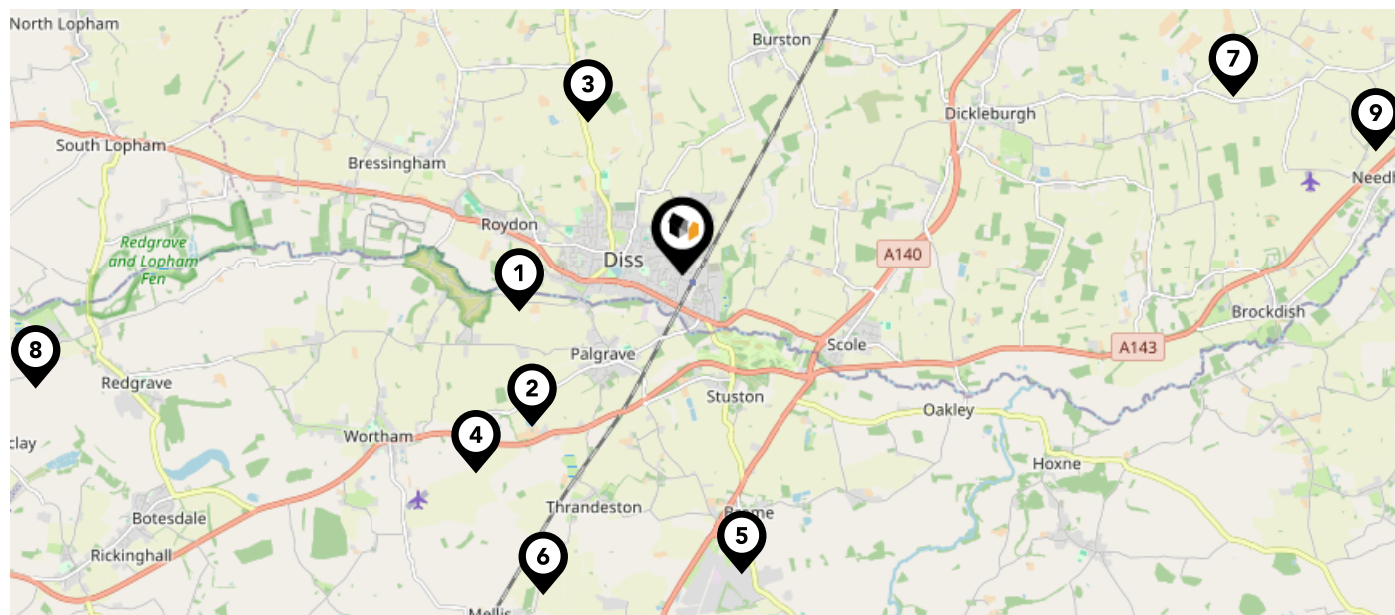 North Lopham
Burston
7
3
9
Dickleburgh
South Lopham
Bressingham
Needh
Roydon
Redgrave
and Lopham
Fen
Diss
A140
1
Brockdish
8
Scole
A143
Palgrave
Redgrave
2
Stuston
Oakley
4
Wortham
clay
Hoxne
Thrandeston
Brome
Botesdale
5
Rickinghall
6
Mellis